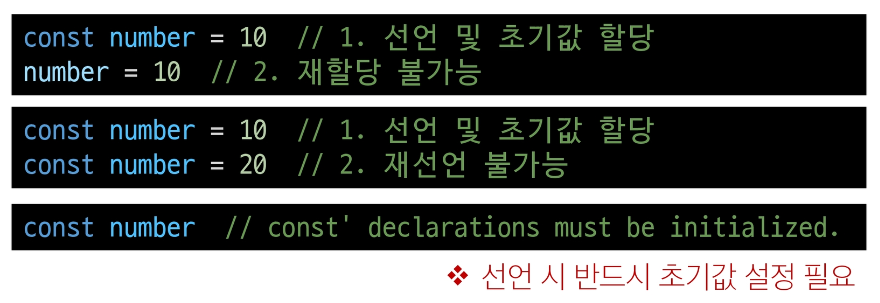 const number = 10  // 1. 선언 및 초기값 할당
number = 10  // 2. 재할당 불가능
const number = 10  // 1. 선언 및 초기값 할당
const number = 20  // 2. 재선언 불가능
const number  // const' declarations must be initialized.
❖ 선언 시 반드시 초기값 설정 필요